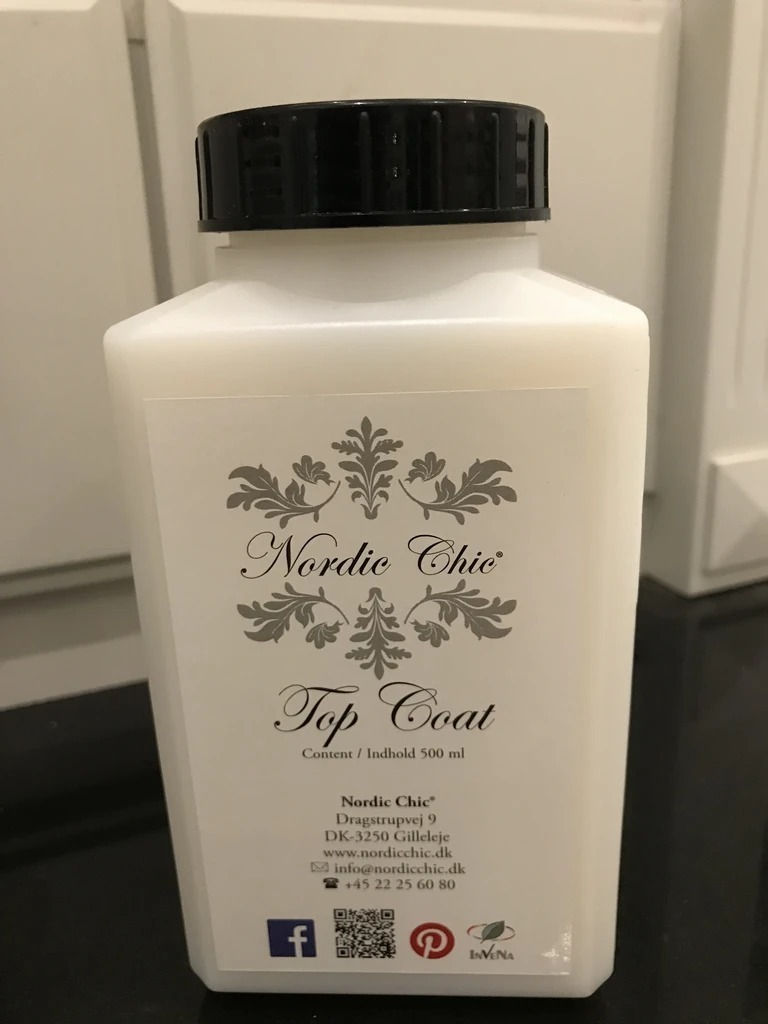 Nordic Chic®
Top Coat
Content / Indhold 500 ml
Nordic Chic®
Dragstrupvej 9
DK-3250 Gilleleje
www.nordicchic.dk
info@nordicchic.dk
+45 22 25 60 80
f
INVENA